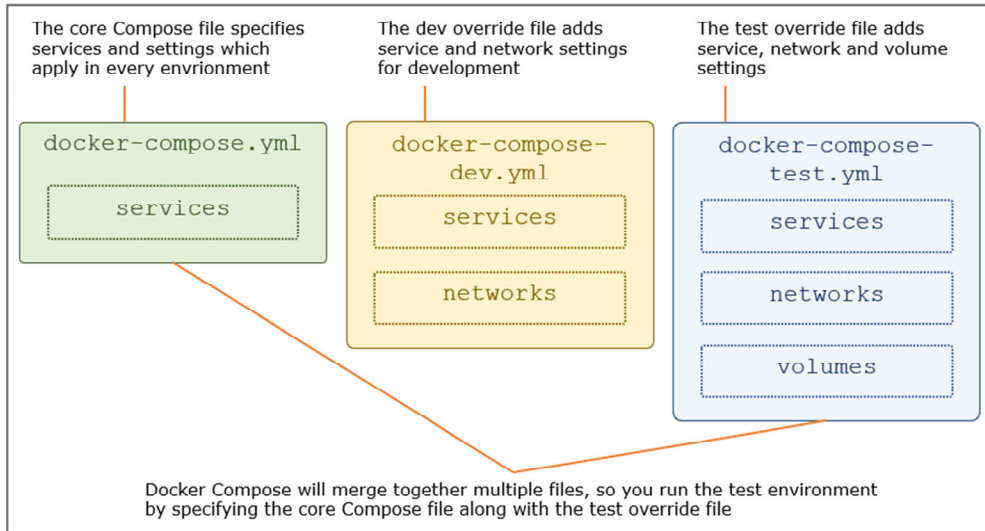 The core Compose file specifies
services and settings which
apply in every envrionment
The dev override file adds
service and network settings
for development
The test override file adds
service, network and volume
settings
docker-compose.yml
services
docker-compose-
dev.yml
services
networks
docker-compose-
test.yml
services
networks
volumes
Docker Compose will merge together multiple files, so you run the test environment
by specifying the core Compose file along with the test override file